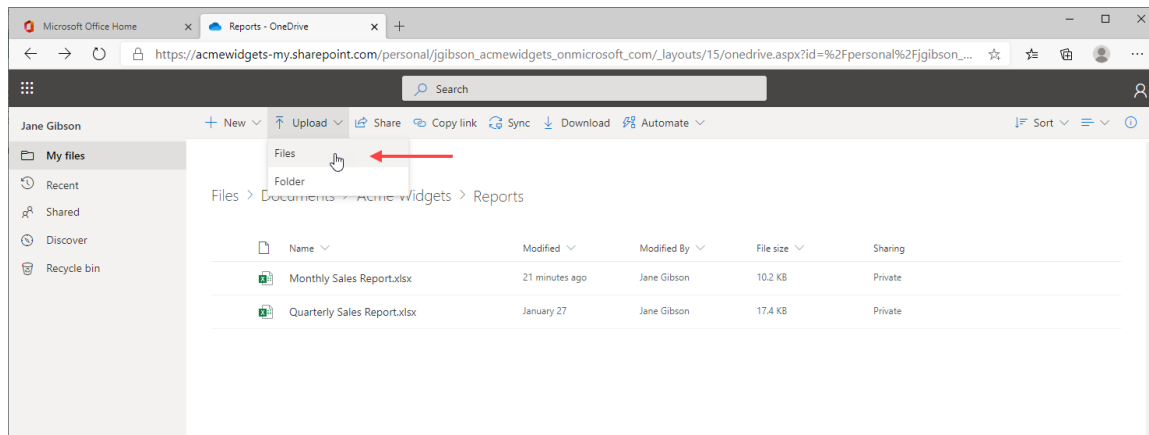 Microsoft Office Home
Reports - OneDrive
https://acmewidgets-my.sharepoint.com/personal/jgibson_acmewidgets_onmicrosoft_com/_layouts/15/onedrive.aspx?id=%2Fpersonal%2Fjgibson_...
Search
Jane Gibson
New Upload Share Copy link Sync Download Automate Sort
My files
Recent
Shared
Discover
Recycle bin
Files
Folder
Files > Documents > Acme Widgets > Reports
Name Modified Modified By File size Sharing
Monthly Sales Report.xlsx 21 minutes ago Jane Gibson 10.2 KB Private
Quarterly Sales Report.xlsx January 27 Jane Gibson 17.4 KB Private